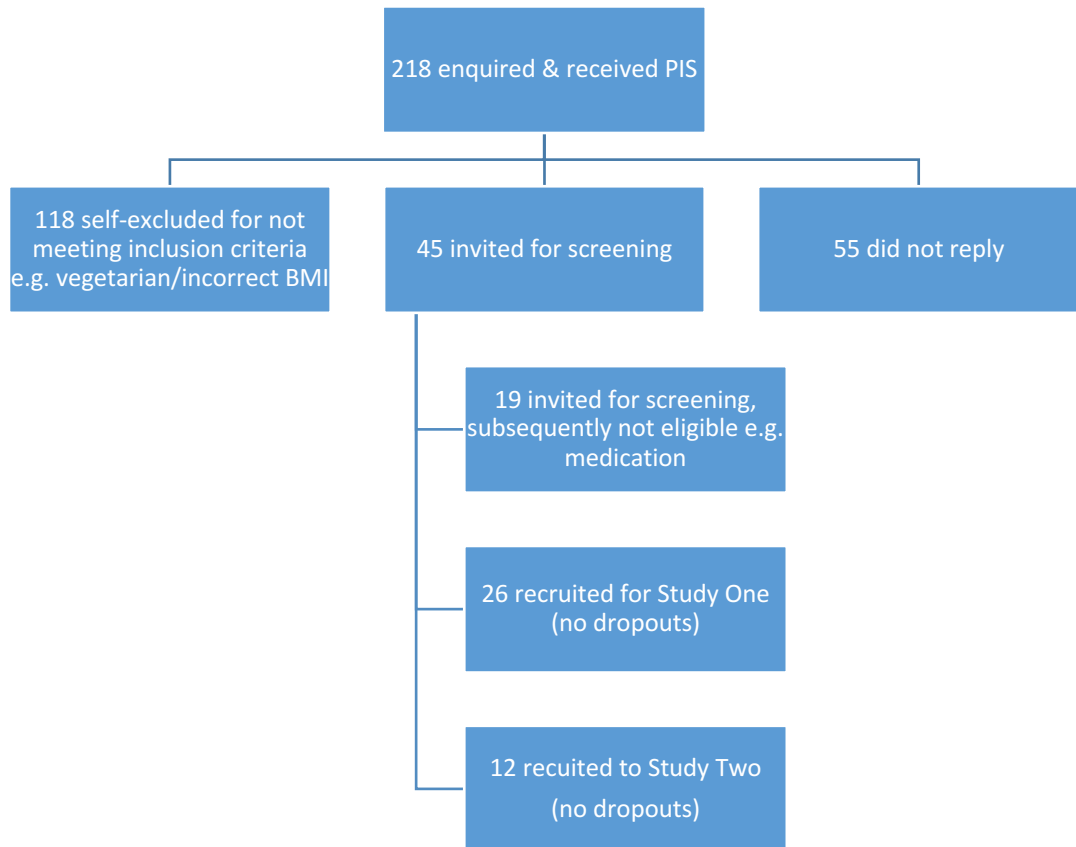 218 enquired & received PIS
118 self-excluded for not
meeting inclusion criteria
e.g. vegetarian/incorrect BMI
45 invited for screening
55 did not reply
19 invited for screening,
subsequently not eligible e.g.
medication
26 recruited for Study One
(no dropouts)
12 recuited to Study Two
(no dropouts)